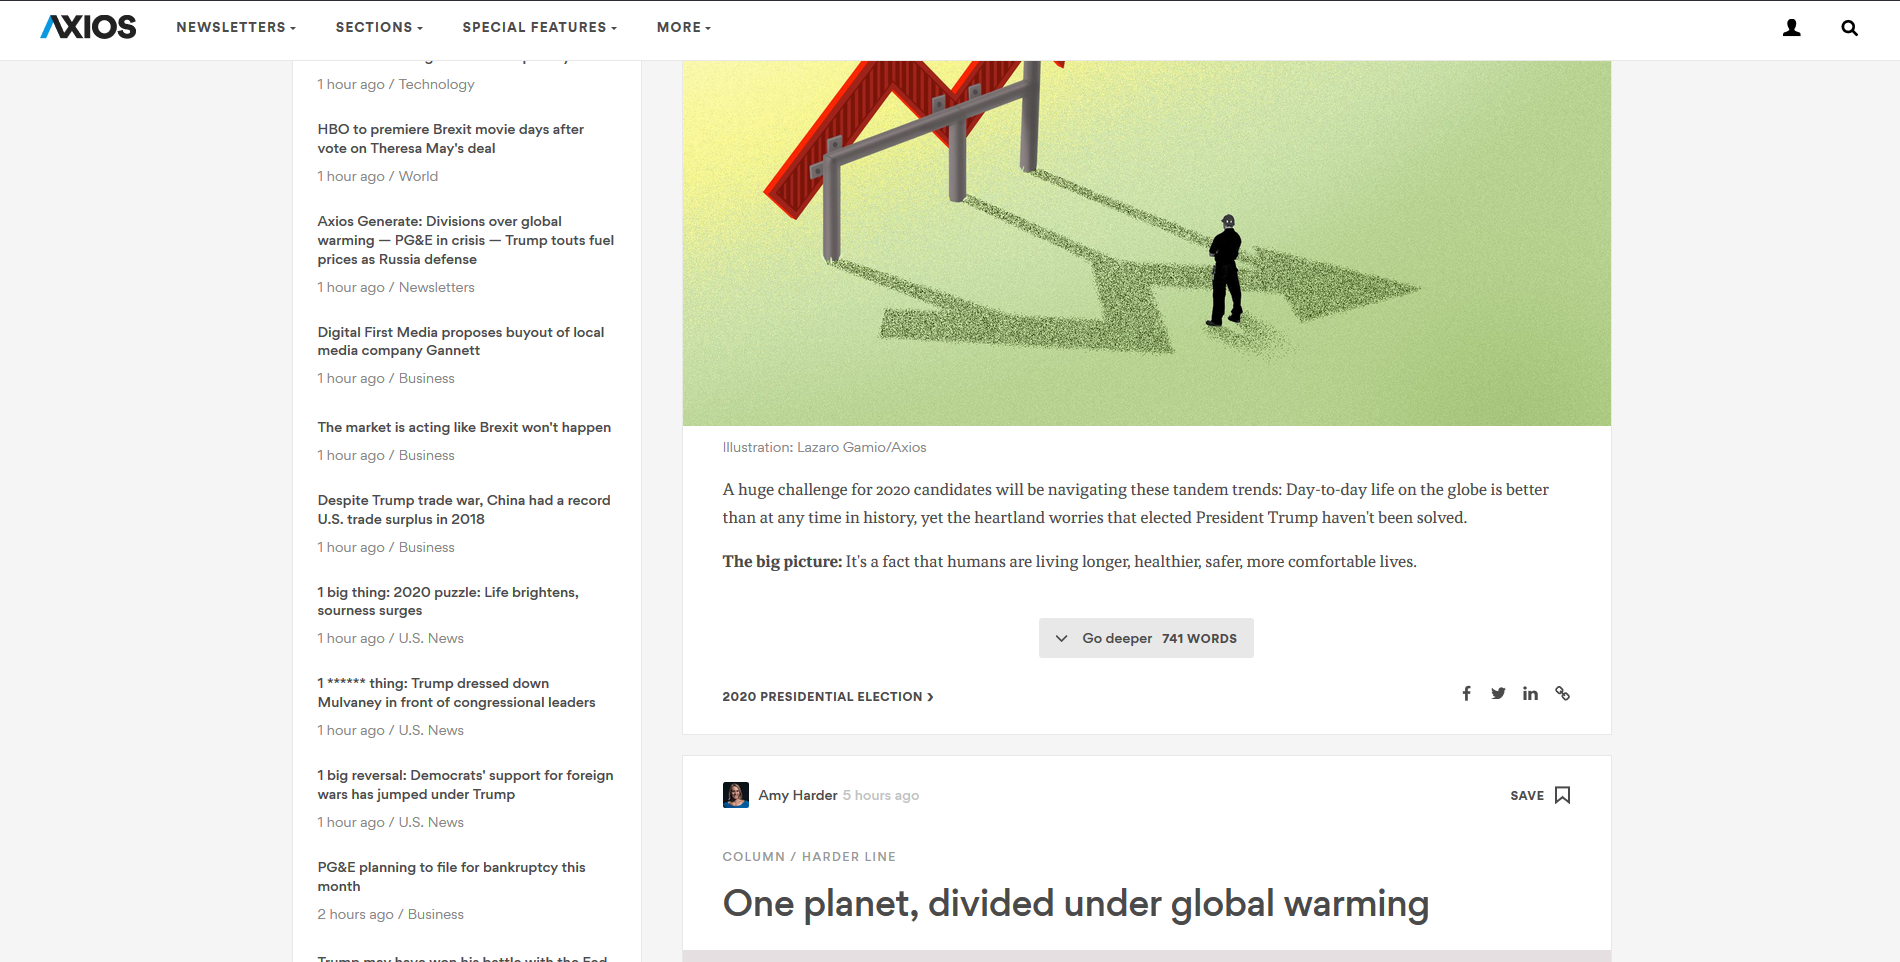 AXIOS
NEWSLETTERS
SECTIONS
SPECIAL FEATURES
MORE
1 hour ago / Technology
HBO to premiere Brexit movie days after
vote on Theresa May's deal
1 hour ago / World
Axios Generate: Divisions over global
warming — PG&E in crisis — Trump touts fuel
prices as Russia defense
1 hour ago / Newsletters
Digital First Media proposes buyout of local
media company Gannett
1 hour ago / Business
The market is acting like Brexit won't happen
1 hour ago / Business
Despite Trump trade war, China had a record
U.S. trade surplus in 2018
1 hour ago / Business
1 big thing: 2020 puzzle: Life brightens,
sourness surges
1 hour ago / U.S. News
1 ****** thing: Trump dressed down
Mulvaney in front of congressional leaders
1 hour ago / U.S. News
1 big reversal: Democrats' support for foreign
wars has jumped under Trump
1 hour ago / U.S. News
PG&E planning to file for bankruptcy this
month
2 hours ago / Business
Trump may have won his battle with the Fed
Illustration: Lazaro Gamio/Axios
A huge challenge for 2020 candidates will be navigating these tandem trends: Day-to-day life on the globe is better
than at any time in history, yet the heartland worries that elected President Trump haven't been solved.
The big picture: It's a fact that humans are living longer, healthier, safer, more comfortable lives.
Go deeper 741 WORDS
2020 PRESIDENTIAL ELECTION
Amy Harder 5 hours ago
SAVE
COLUMN / HARDER LINE
One planet, divided under global warming